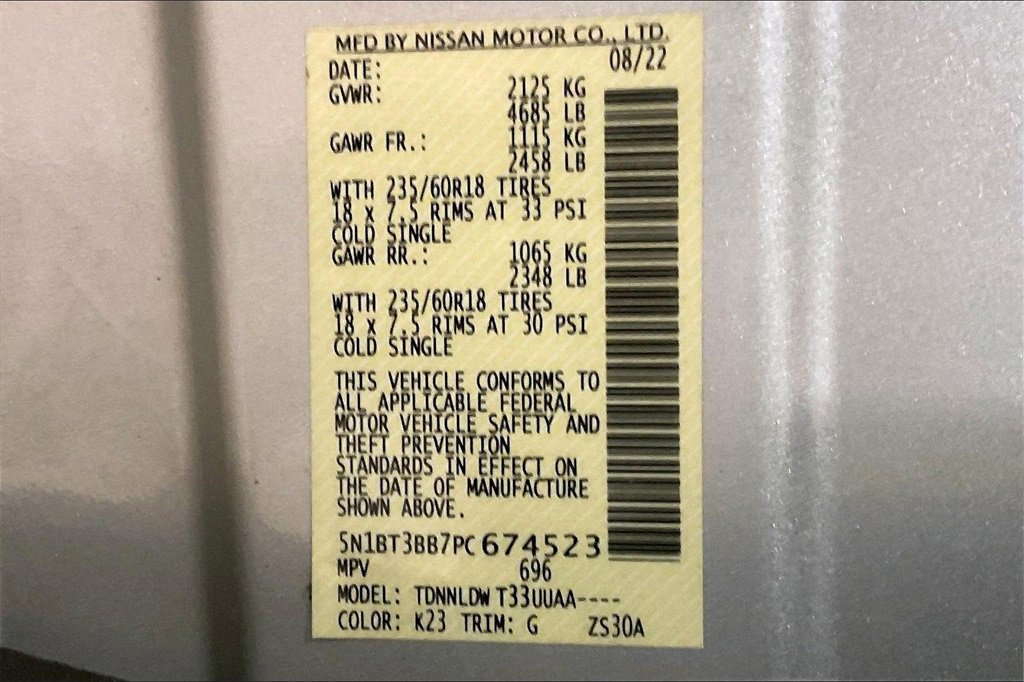 MFD BY NISSAN MOTOR CO., LTD.
DATE: 08/22
GVWR: 2125 KG
4685 LB
GAWR FR.: 1115 KG
2458 LB
WITH 235/60R18 TIRES
18 x 7.5 RIMS AT 33 PSI
COLD SINGLE
GAWR RR.: 1065 KG
2348 LB
WITH 235/60R18 TIRES
18 x 7.5 RIMS AT 30 PSI
COLD SINGLE
THIS VEHICLE CONFORMS TO
ALL APPLICABLE FEDERAL
MOTOR VEHICLE SAFETY AND
THEFT PREVENTION
STANDARDS IN EFFECT ON
THE DATE OF MANUFACTURE
SHOWN ABOVE.
5N1BT3BB7PC674523
MPV 696
MODEL: TDNNLDW T33UUAA----
COLOR: K23 TRIM: G ZS30A